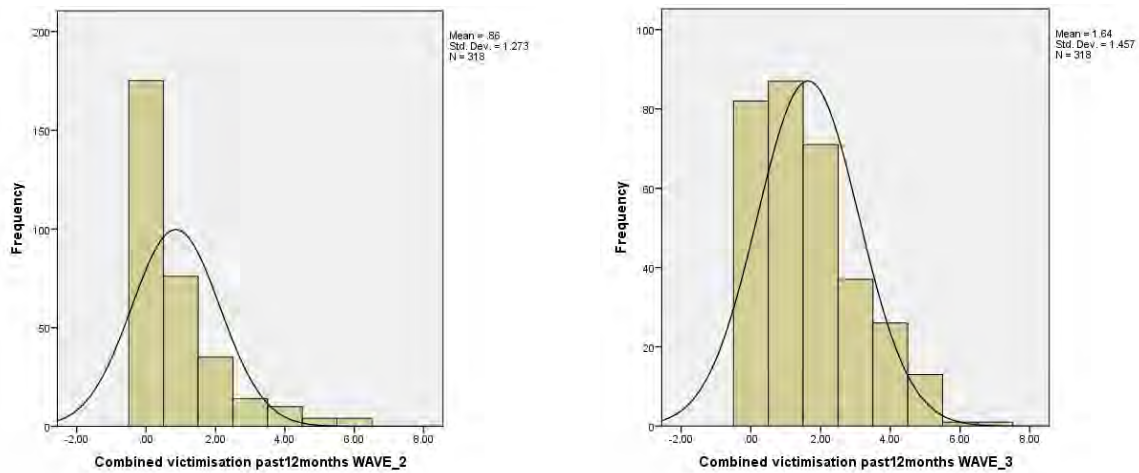 200
150
100
50
0
Frequency
-2.00 .00 2.00 4.00 6.00 8.00
Combined victimisation past12months WAVE_2
Mean = .86
Std. Dev. = 1.273
N = 318
100
80
60
40
20
0
Frequency
-2.00 .00 2.00 4.00 6.00 8.00
Combined victimisation past12months WAVE_3
Mean = 1.64
Std. Dev. = 1.457
N = 318